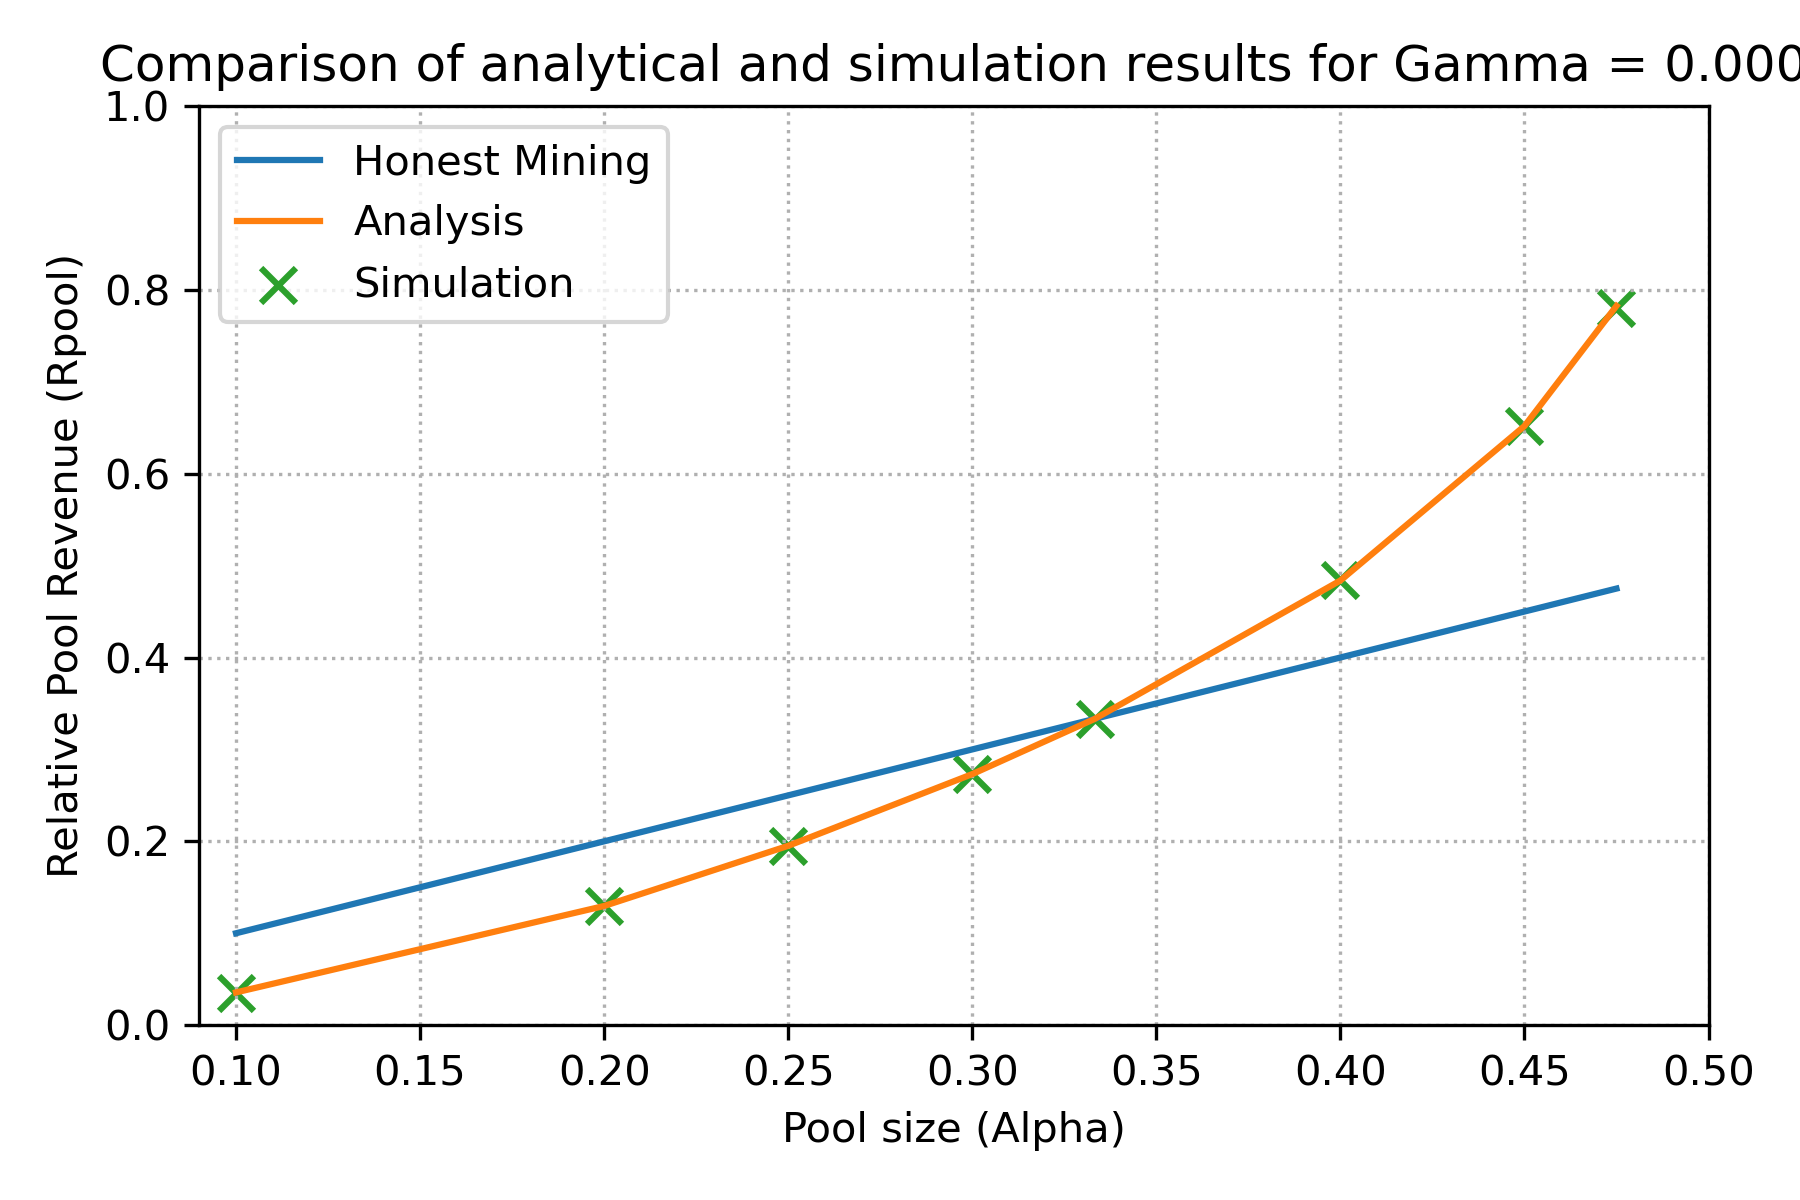 Comparison of analytical and simulation results for Gamma = 0.000
1.0
0.8
0.6
0.4
0.2
0.0
Relative Pool Revenue (Rpool)
Honest Mining
Analysis
Simulation
0.10 0.15 0.20 0.25 0.30 0.35 0.40 0.45 0.50
Pool size (Alpha)